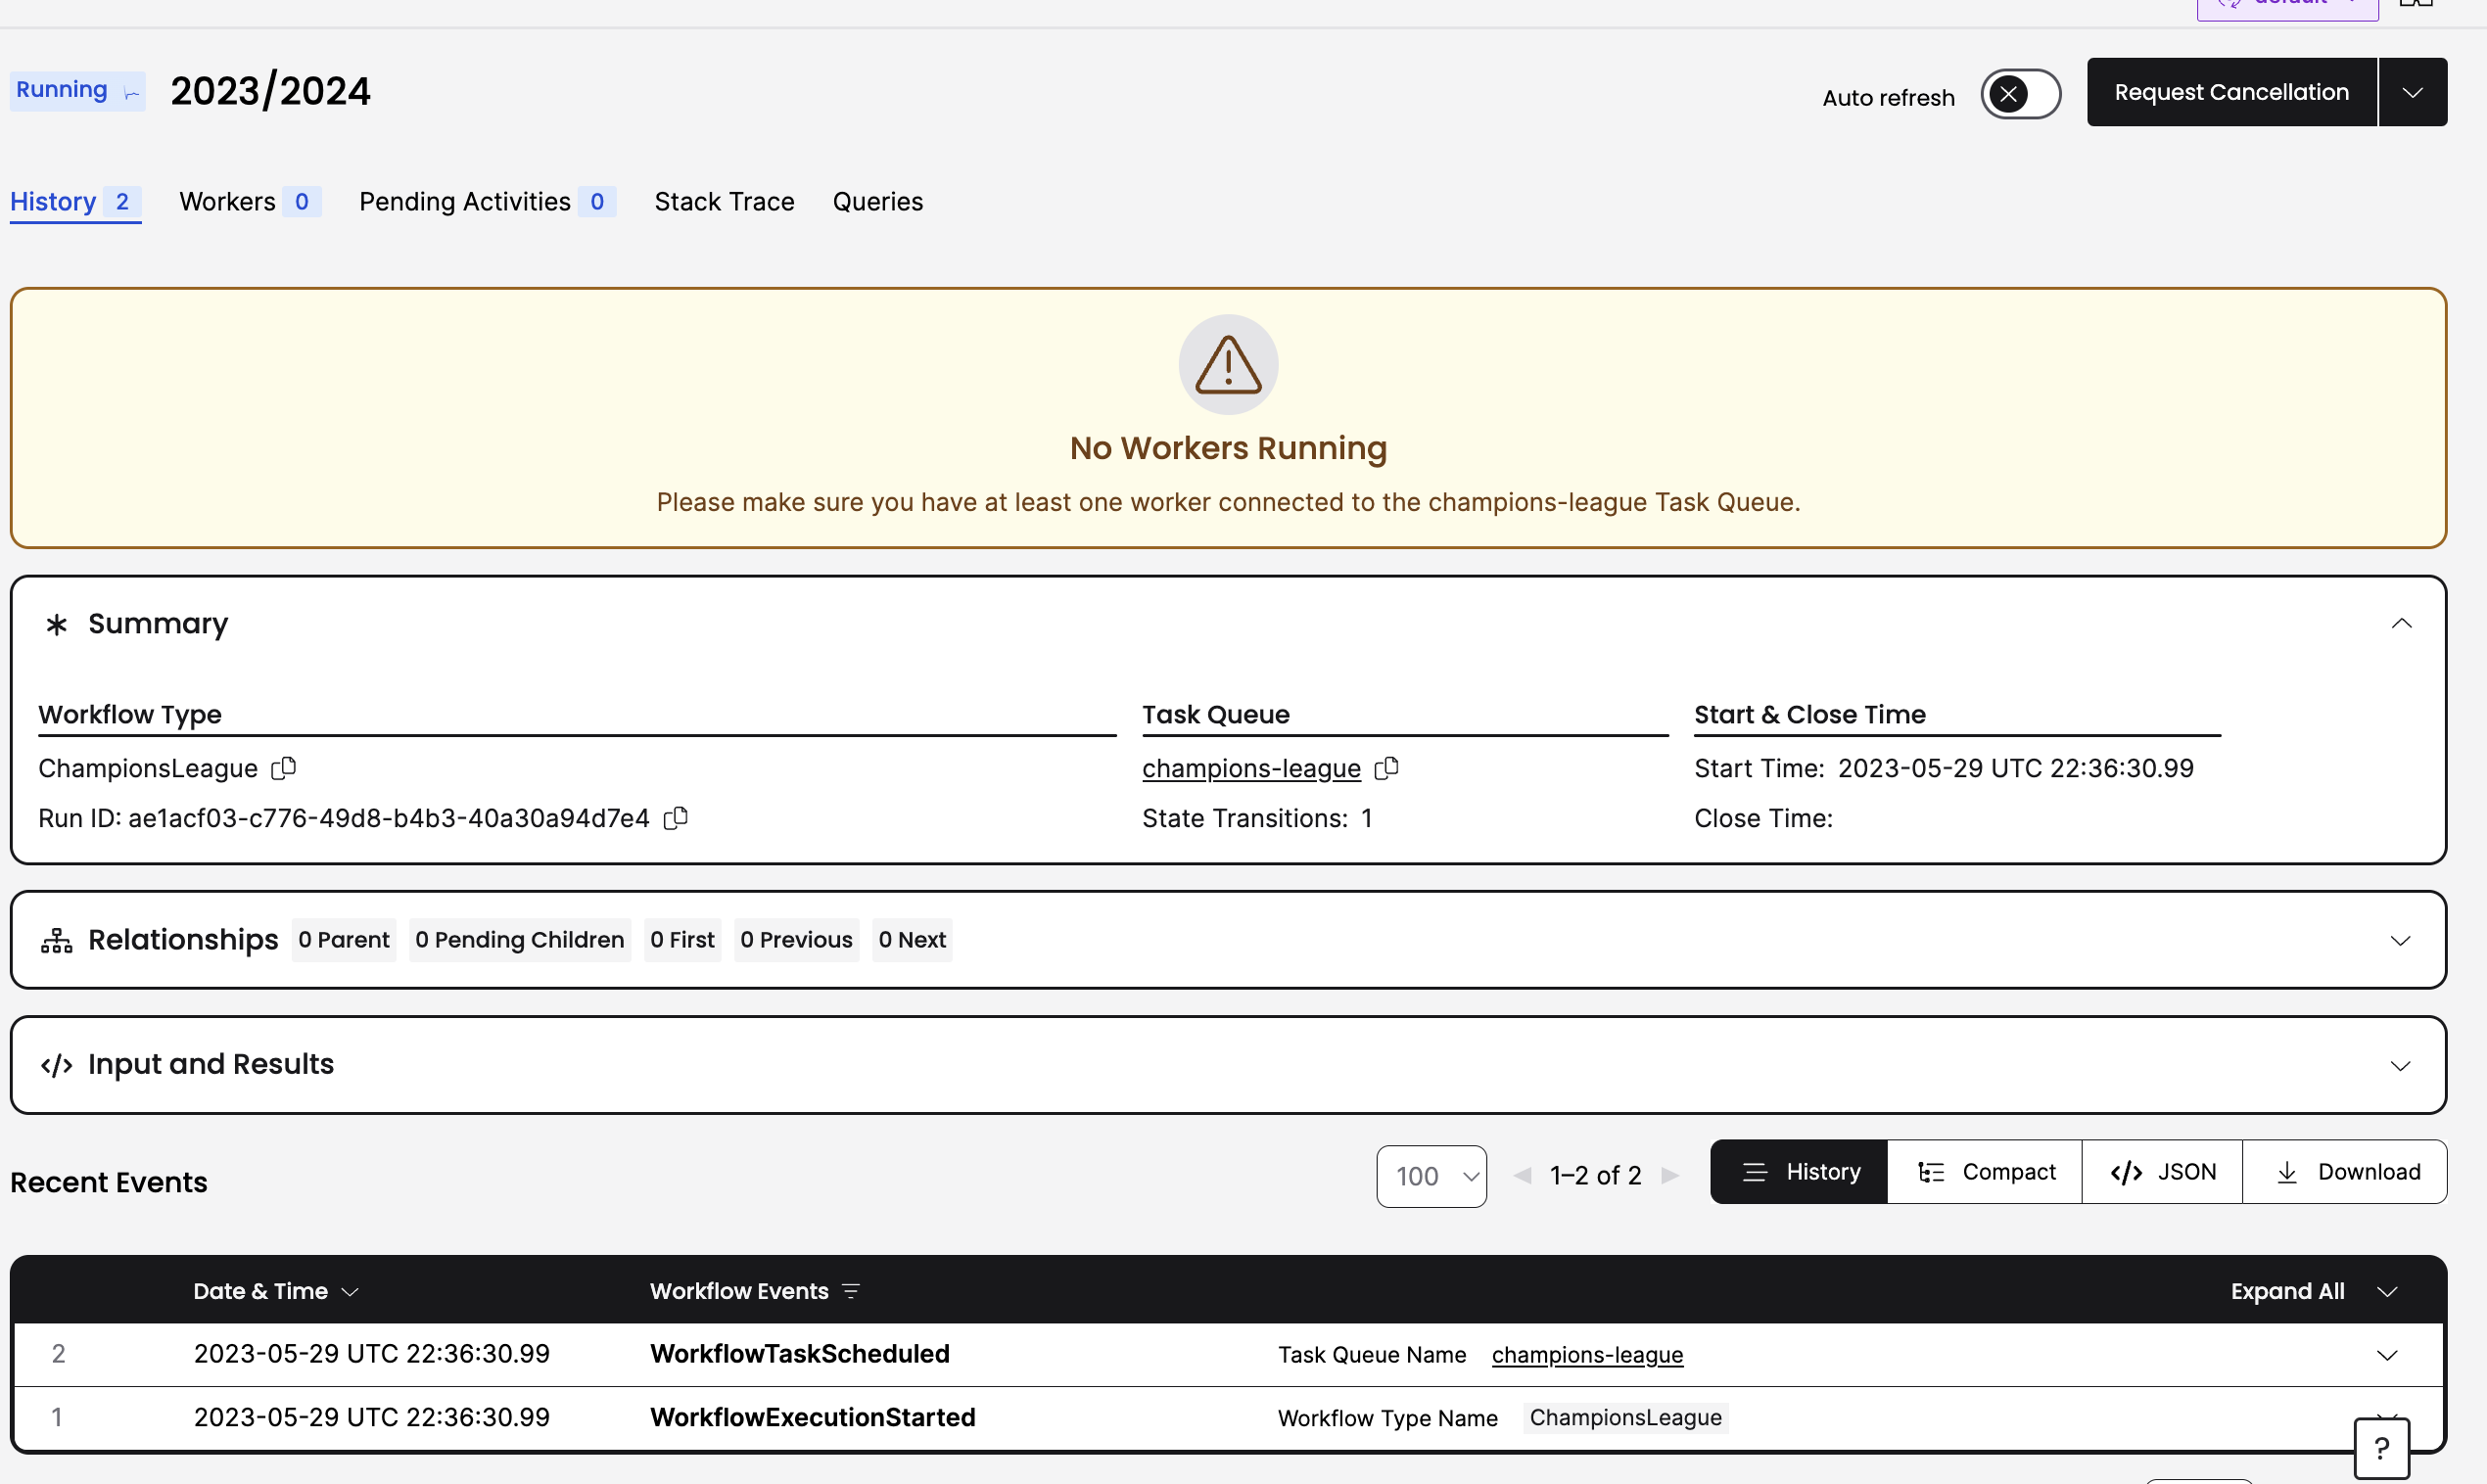 default
Running 2023/2024 Auto refresh Request Cancellation
History 2 Workers 0 Pending Activities 0 Stack Trace Queries
No Workers Running
Please make sure you have at least one worker connected to the champions-league Task Queue.
Summary
Workflow Type Task Queue Start & Close Time
ChampionsLeague champions-league Start Time: 2023-05-29 UTC 22:36:30.99
Run ID: ae1acf03-c776-49d8-b4b3-40a30a94d7e4 State Transitions: 1 Close Time:
Relationships 0 Parent 0 Pending Children 0 First 0 Previous 0 Next
</> Input and Results
Recent Events 100 1–2 of 2 History Compact </> JSON Download
Date & Time Workflow Events Expand All
2 2023-05-29 UTC 22:36:30.99 WorkflowTaskScheduled Task Queue Name champions-league
1 2023-05-29 UTC 22:36:30.99 WorkflowExecutionStarted Workflow Type Name ChampionsLeague
?